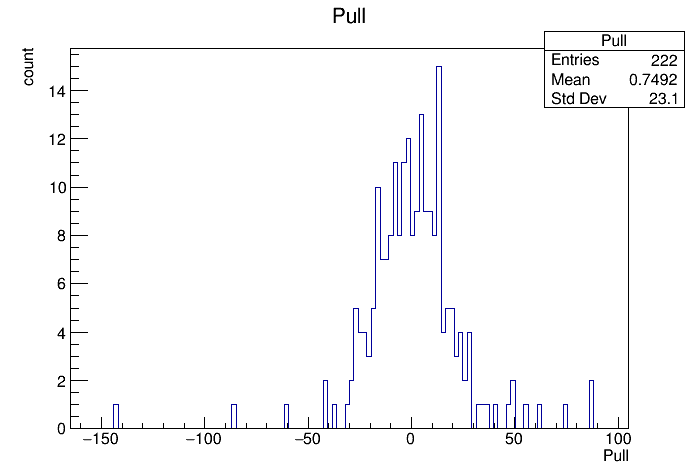 Pull
count
Pull
Entries 222
Mean 0.7492
Std Dev 23.1
14
12
10
8
6
4
2
0
−150 −100 −50 0 50 100
Pull